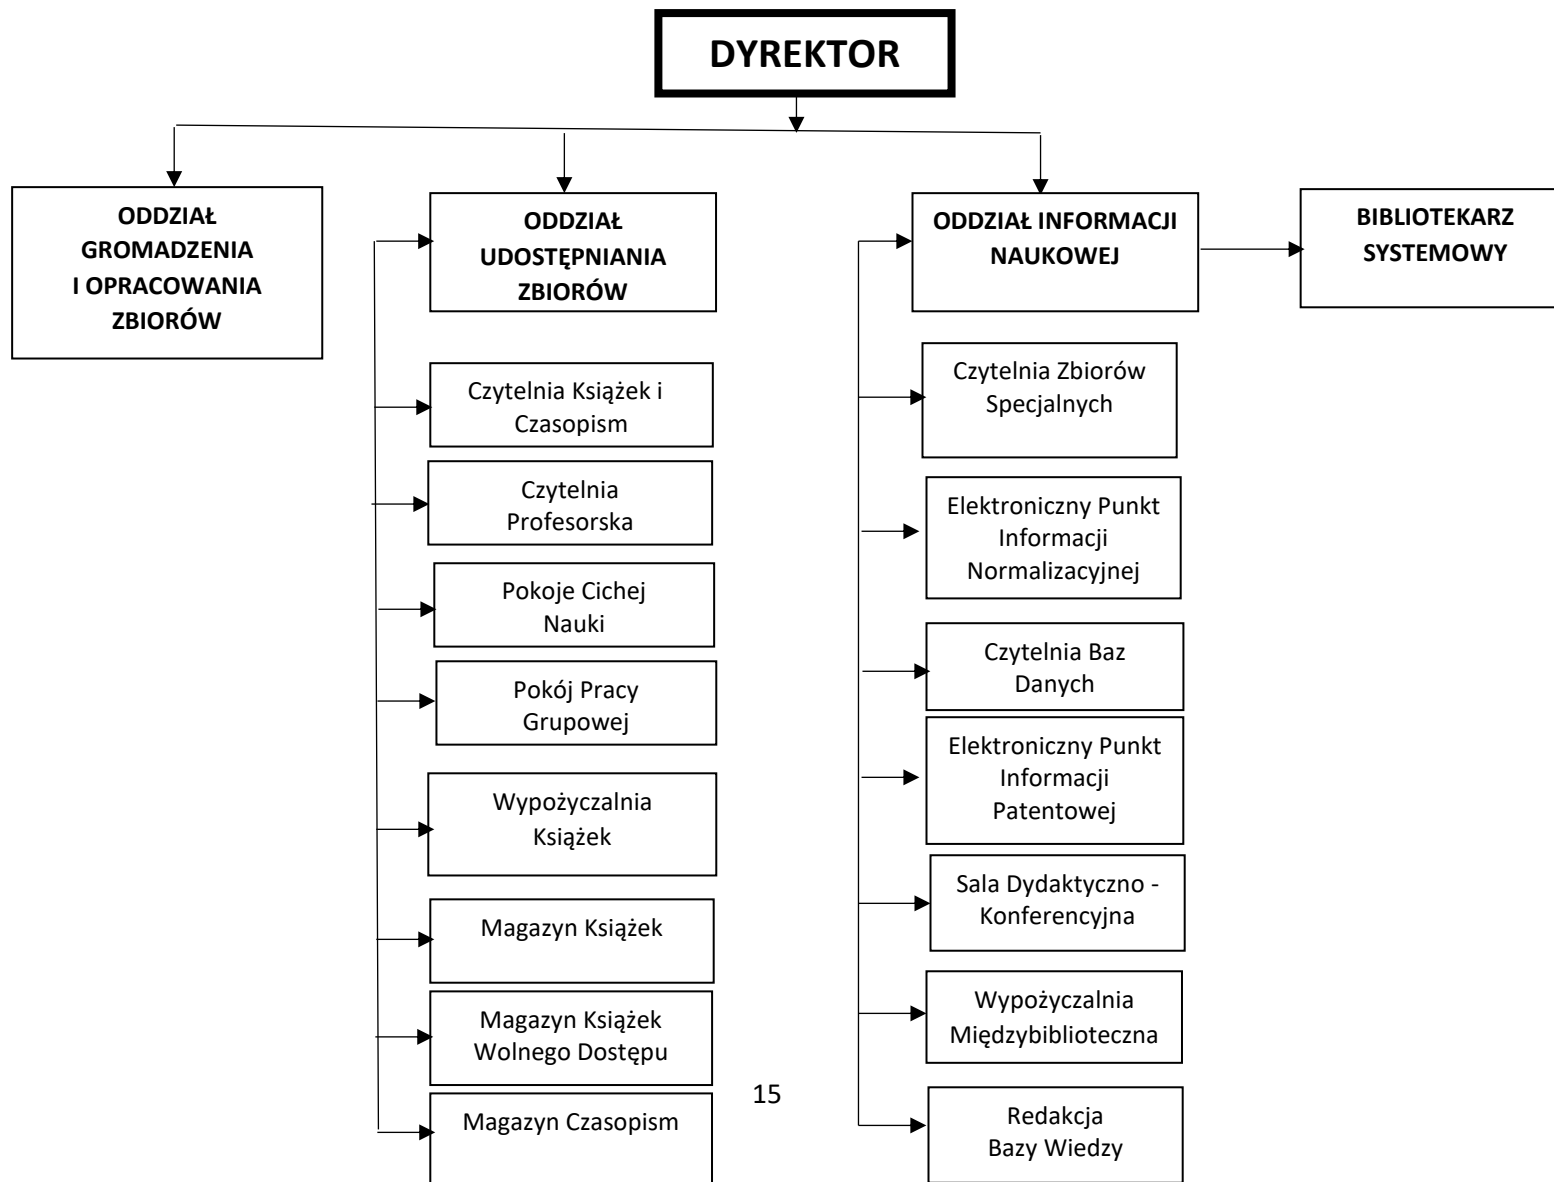 DYREKTOR
ODDZIAŁ
GROMADZENIA
I OPRACOWANIA
ZBIORÓW
ODDZIAŁ
UDOSTĘPNIANIA
ZBIORÓW
ODDZIAŁ INFORMACJI
NAUKOWEJ
BIBLIOTEKARZ
SYSTEMOWY
Czytelnia Książek i
Czasopism
Czytelnia
Profesorska
Pokoje Cichej
Nauki
Pokój Pracy
Grupowej
Wypożyczalnia
Książek
Magazyn Książek
Magazyn Książek
Wolnego Dostępu
Magazyn Czasopism
Czytelnia Zbiorów
Specjalnych
Elektroniczny Punkt
Informacji
Normalizacyjnej
Czytelnia Baz
Danych
Elektroniczny Punkt
Informacji
Patentowej
Sala Dydaktyczno -
Konferencyjna
Wypożyczalnia
Międzybiblioteczna
Redakcja
Bazy Wiedzy
15